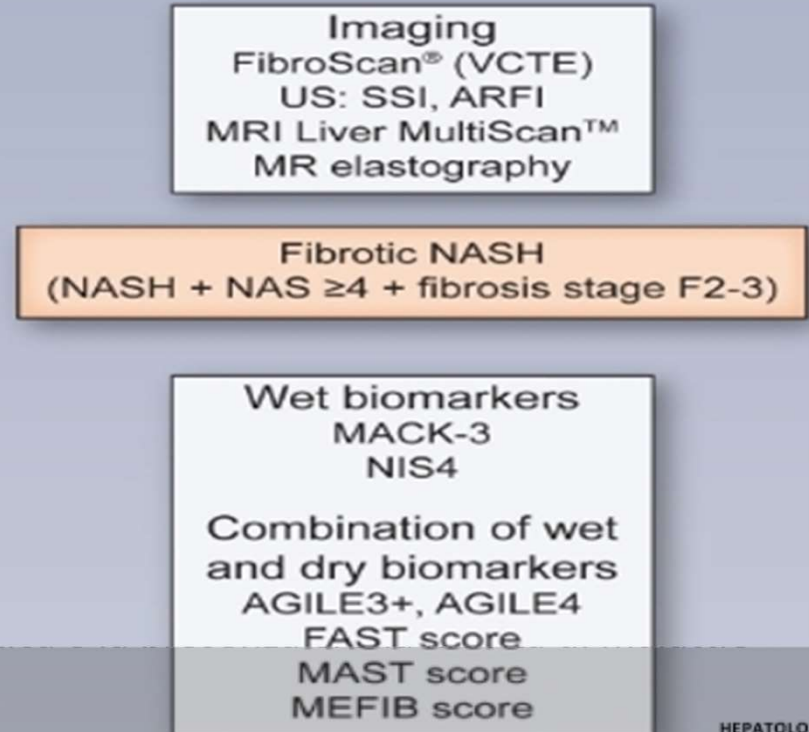 Imaging
FibroScan® (VCTE)
US: SSI, ARFI
MRI Liver MultiScan™
MR elastography
Fibrotic NASH
(NASH + NAS ≥4 + fibrosis stage F2-3)
Wet biomarkers
MACK-3
NIS4
Combination of wet
and dry biomarkers
AGILE3+, AGILE4
FAST score
MAST score
MEFIB score
HEPATOLO